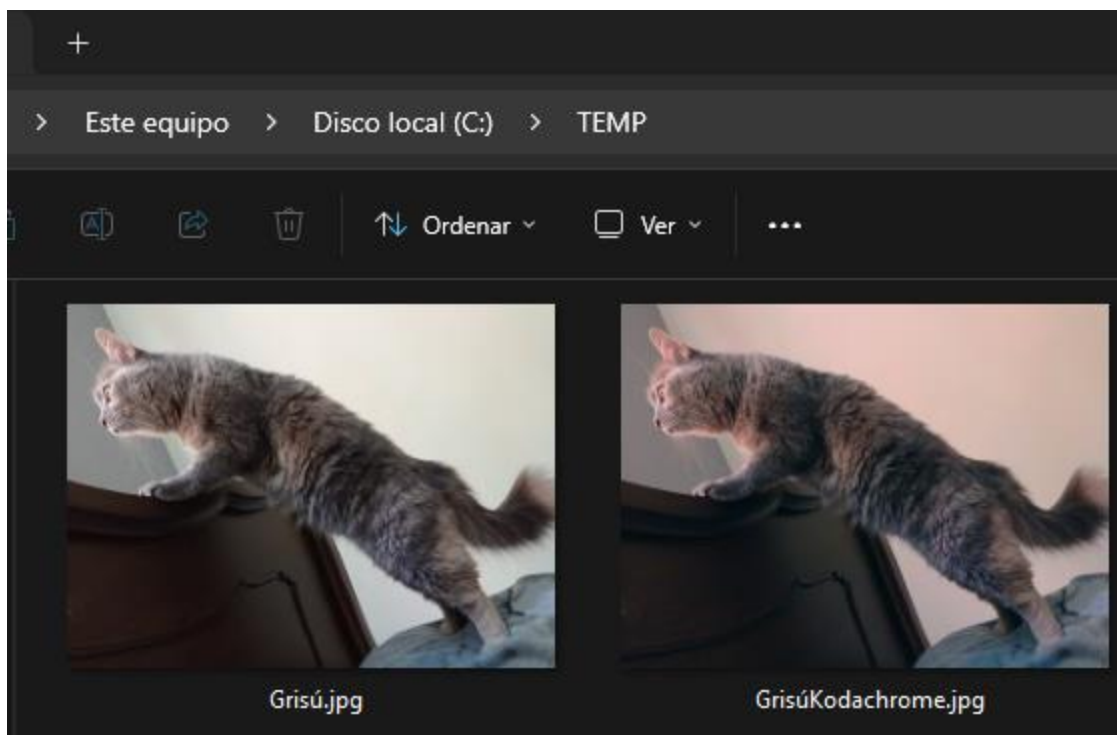 Este equipo > Disco local (C:) > TEMP
Ordenar Ver
Grisú.jpg GrisúKodachrome.jpg